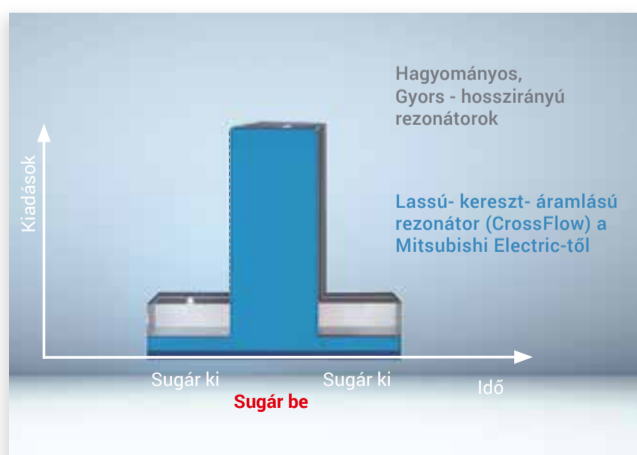 Hagyományos,
Gyors - hosszirányú
rezonátorok
Kiadások
Lassú- kereszt- áramlású
rezonátor (CrossFlow) a
Mitsubishi Electric-től
Sugár ki
Sugár ki
Idő
Sugár be